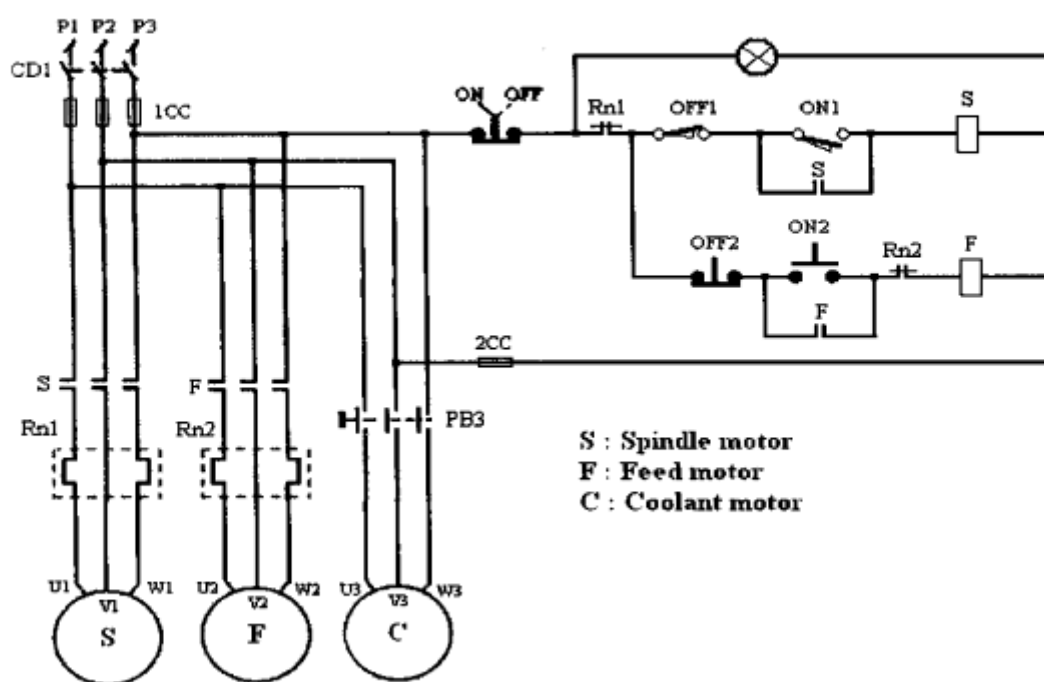 P1 P2 P3
CD1
1CC
ON OFF
Rn1 OFF1 ON1 S
S
ON2
OFF2 Rn2 F
F
2CC
S F
PB3
Rn1 Rn2
S : Spindle motor
F : Feed motor
C : Coolant motor
U1 V1 W1 U2 V2 W2 U3 V3 W3
S F C